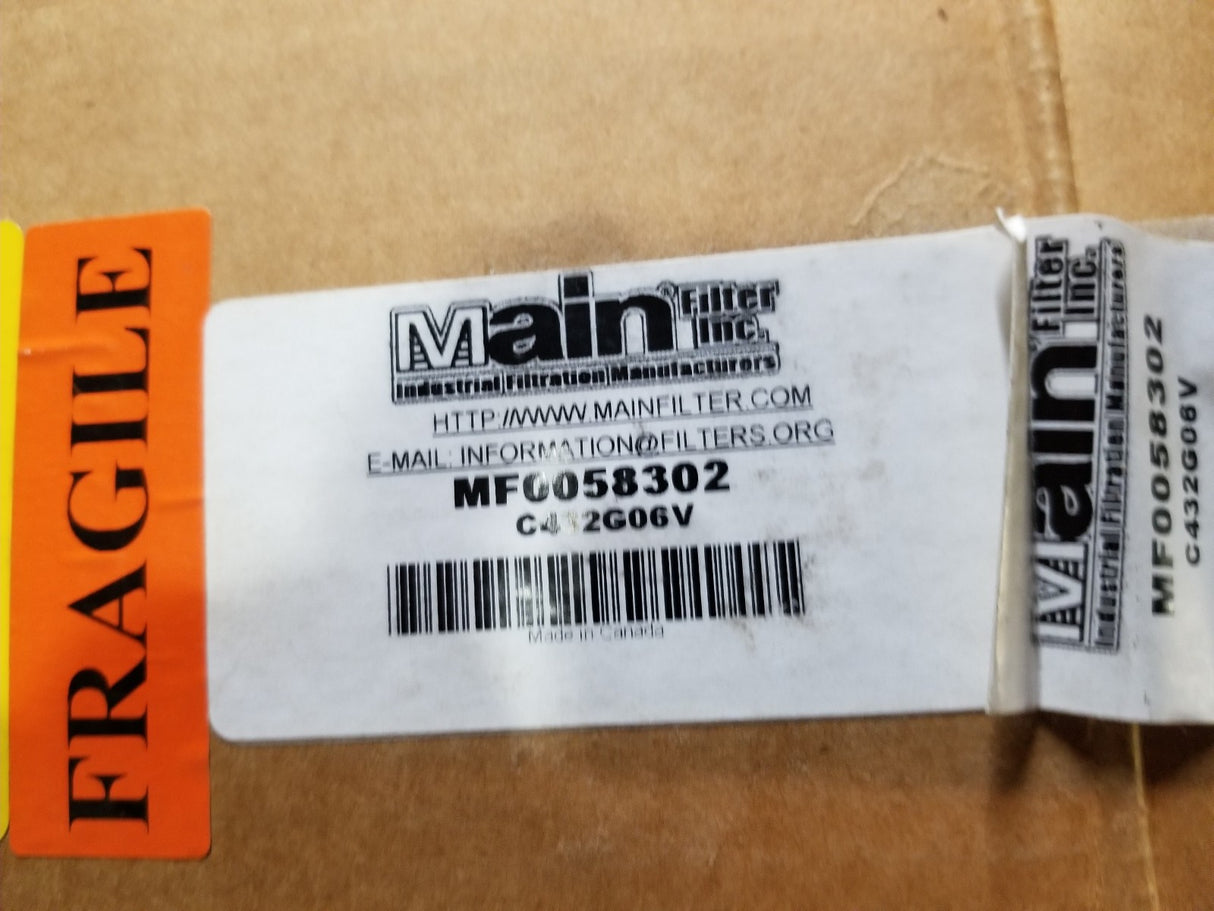 FRAGILE
Main® Filter Inc.
Industrial Filtration Manufacturers
HTTP://WWW.MAINFILTER.COM
E-MAIL: INFORMATION@FILTERS.ORG
MF0058302
C432G06V
Made in Canada
Main Filter Inc.
Industrial Filtration Manufacturers
MF0058302
C432G06V